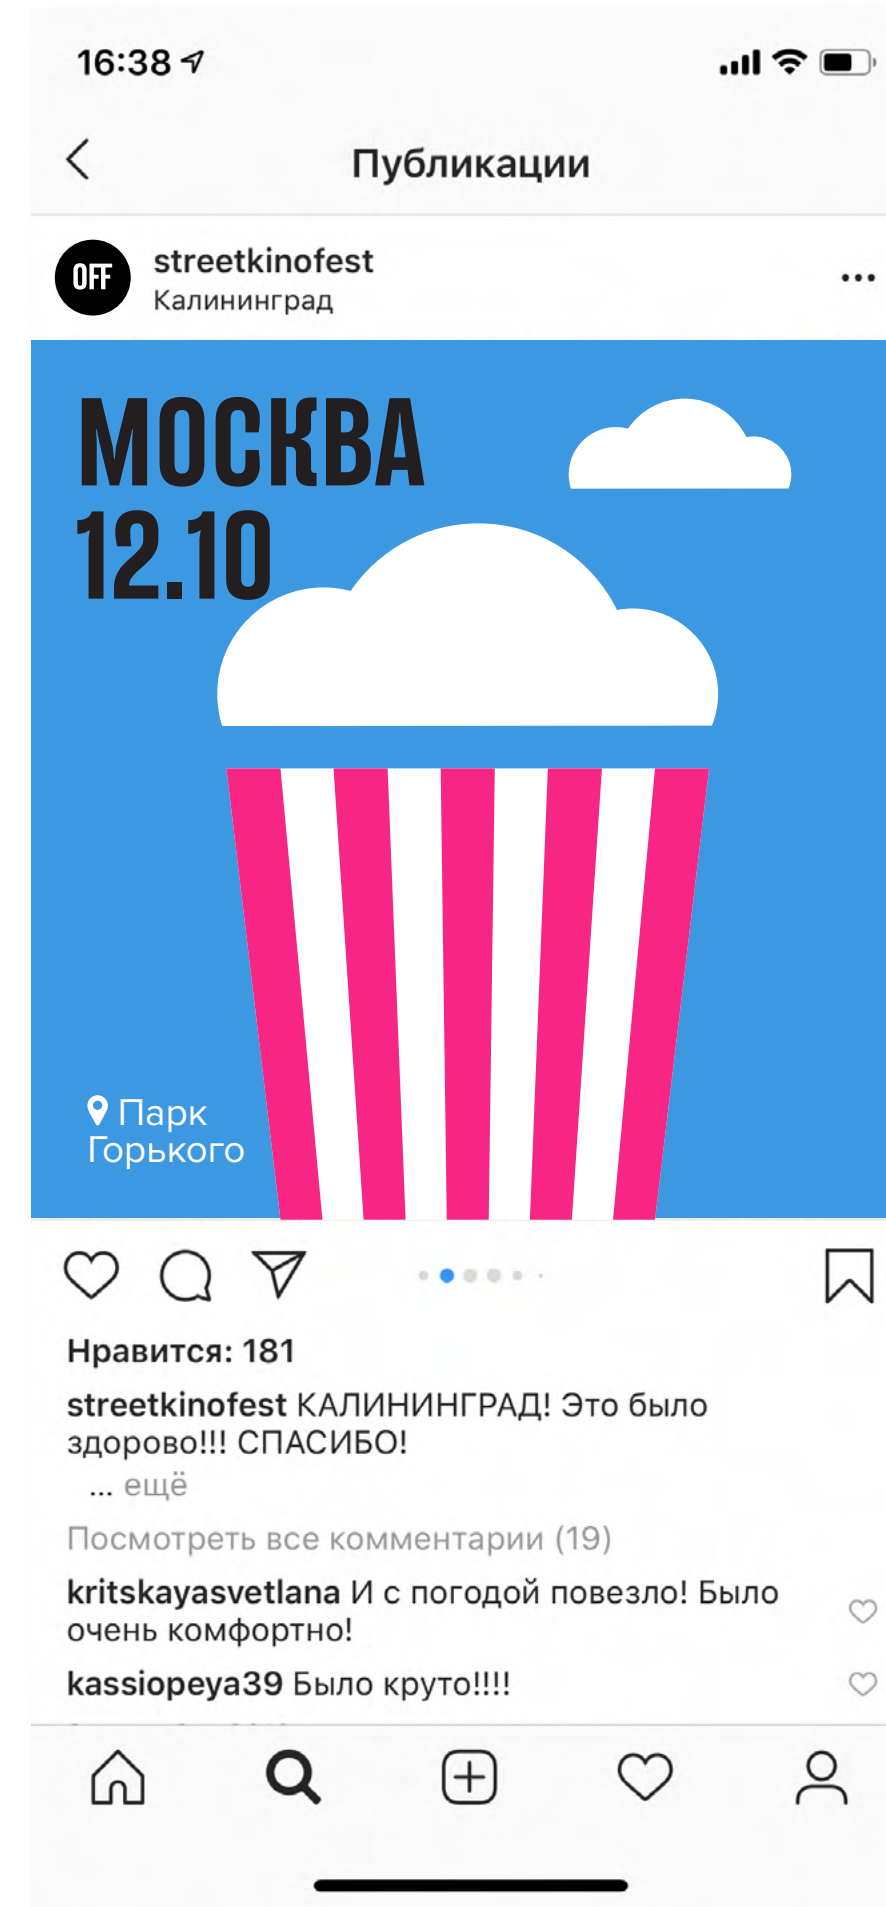 16:38
Публикации
OFF
streetkinofest
Калининград
МОСКВА
12.10
Парк
Горького
Нравится: 181
streetkinofest КАЛИНИНГРАД! Это было
здорово!!! СПАСИБО!
... ещё
Посмотреть все комментарии (19)
kritskayasvetlana И с погодой повезло! Было
очень комфортно!
kassiopeya39 Было круто!!!!